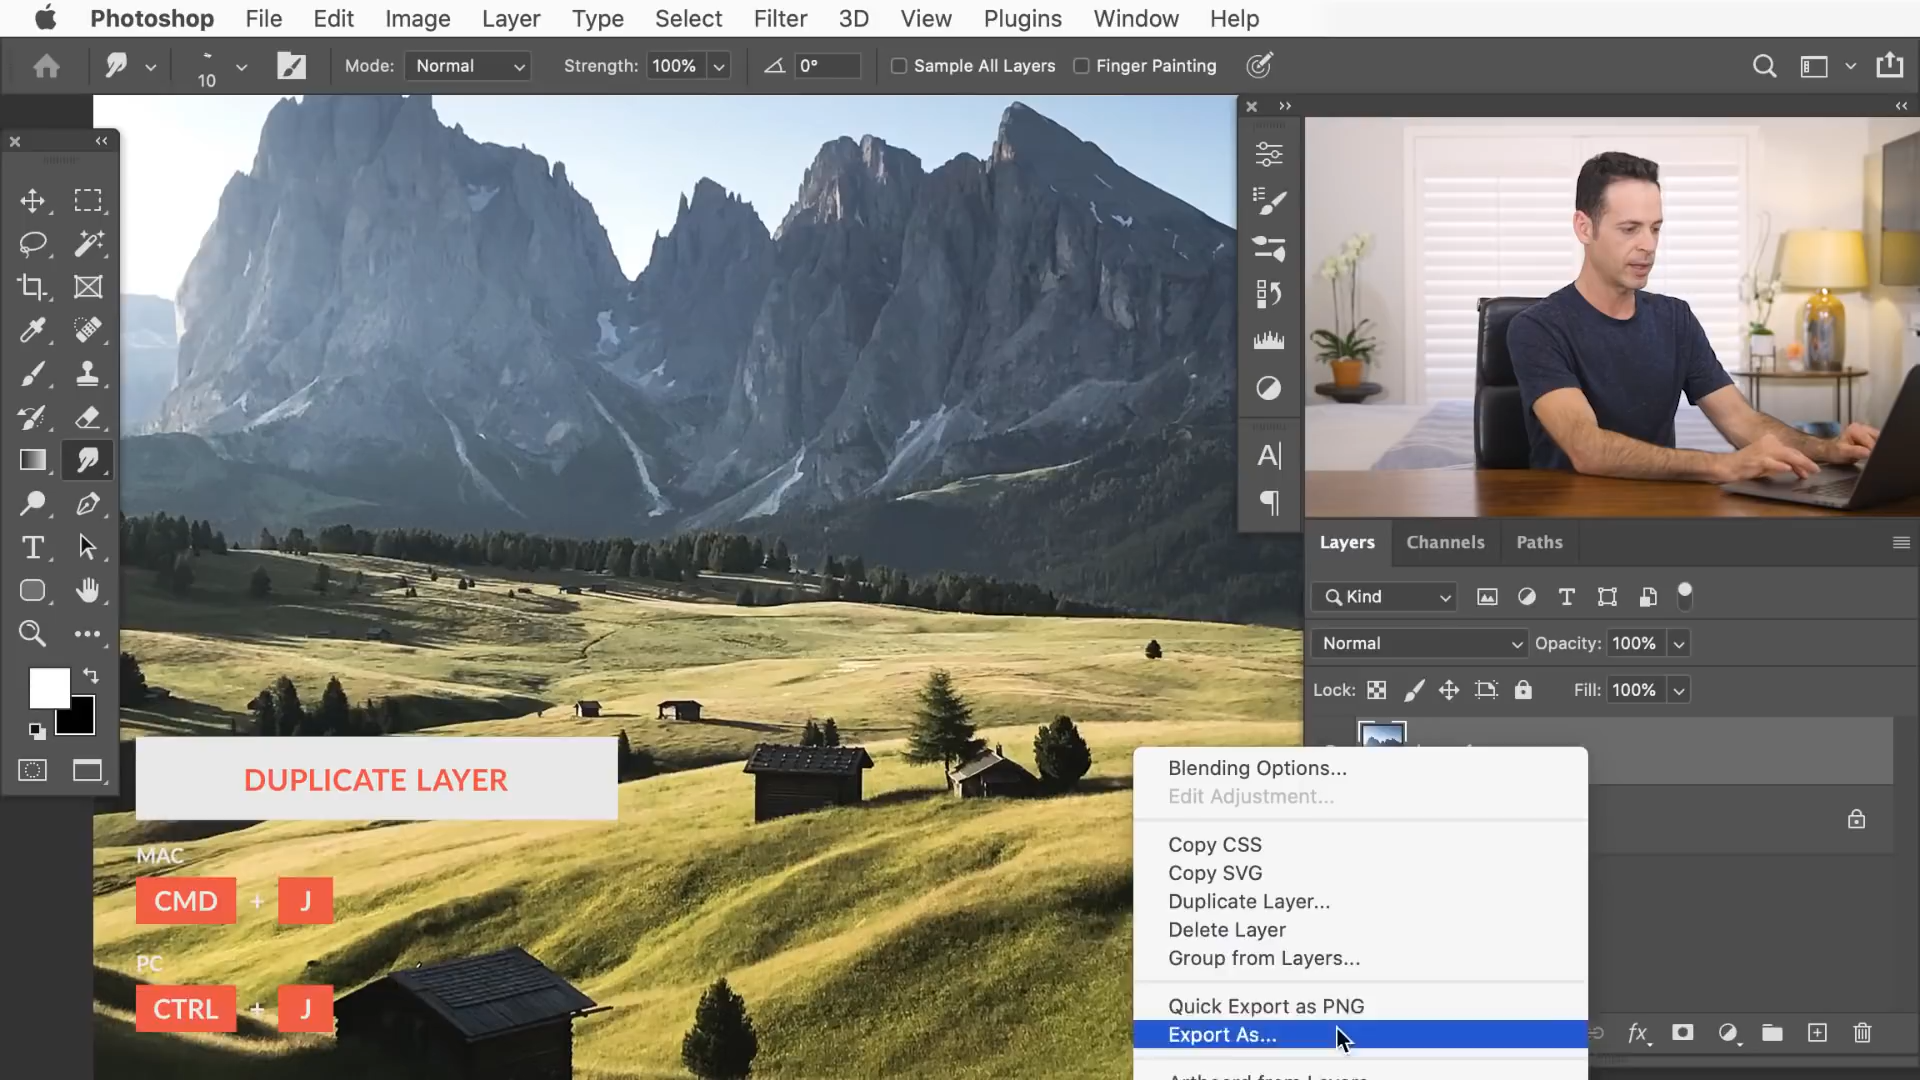 Photoshop File Edit Image Layer Type Select Filter 3D View Plugins Window Help
10 Mode: Normal Strength: 100% 0° Sample All Layers Finger Painting
Layers Channels Paths
Kind
Normal Opacity: 100%
Lock: Fill: 100%
DUPLICATE LAYER
MAC
CMD + J
PC
CTRL + J
Blending Options...
Edit Adjustment...
Copy CSS
Copy SVG
Duplicate Layer...
Delete Layer
Group from Layers...
Quick Export as PNG
Export As...
Artboard from Layers...